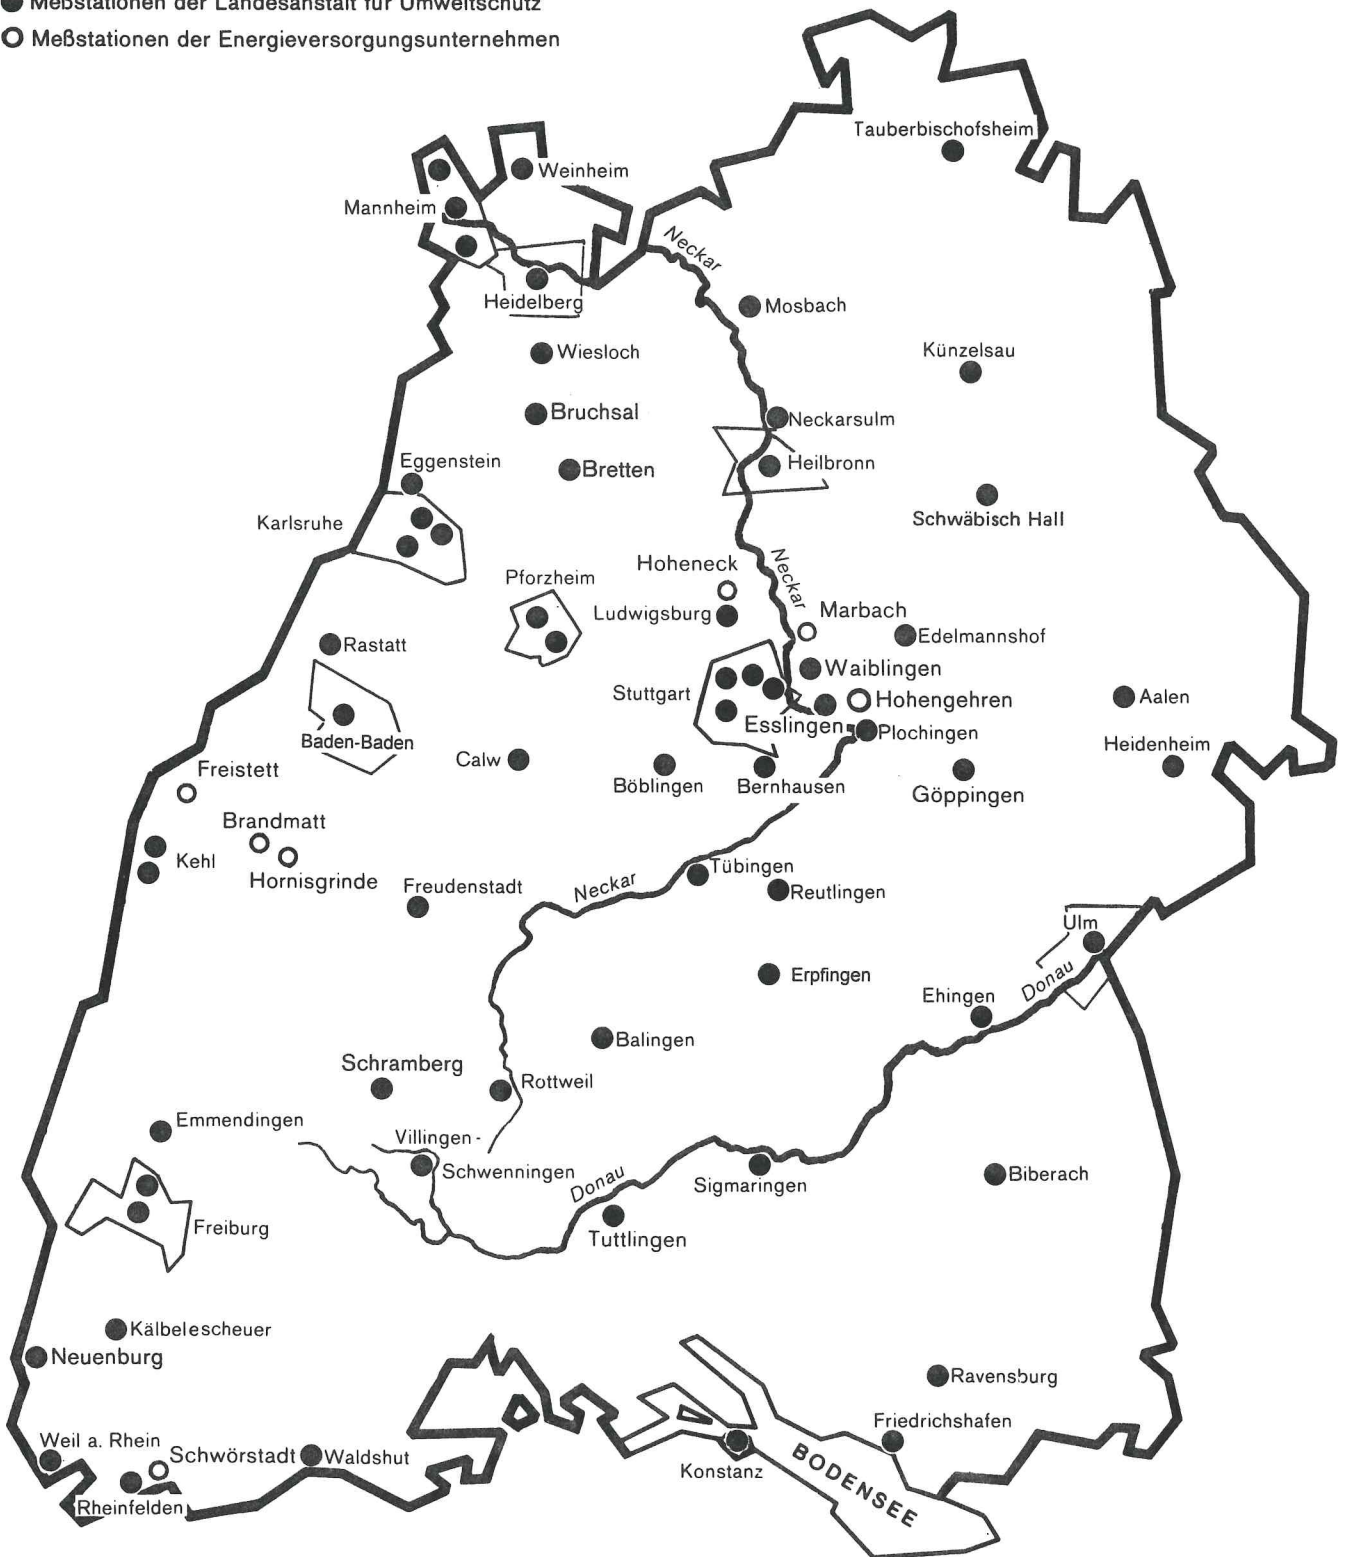 Meßstationen der Landesanstalt für Umweltschutz
Meßstationen der Energieversorgungsunternehmen
Tauberbischofsheim
Weinheim
Mannheim
Neckar
Heidelberg
Mosbach
Wiesloch
Künzelsau
Bruchsal
Neckarsulm
Eggenstein
Bretten
Heilbronn
Karlsruhe
Schwäbisch Hall
Neckar
Hoheneck
Pforzheim
Ludwigsburg
Marbach
Edelmannshof
Rastatt
Waiblingen
Stuttgart
Hohengehren
Aalen
Esslingen
Plochingen
Baden-Baden
Heidenheim
Calw
Freistett
Böblingen
Bernhausen
Göppingen
Brandmatt
Kehl
Hornisgrinde
Freudenstadt
Neckar
Tübingen
Reutlingen
Ulm
Erpfingen
Donau
Ehingen
Balingen
Schramberg
Rottweil
Emmendingen
Villingen -
Schwenningen
Donau
Sigmaringen
Biberach
Freiburg
Tuttlingen
Kälbelescheuer
Neuenburg
Ravensburg
Friedrichshafen
Weil a. Rhein
Schwörstadt
Waldshut
Konstanz
BODENSEE
Rheinfelden